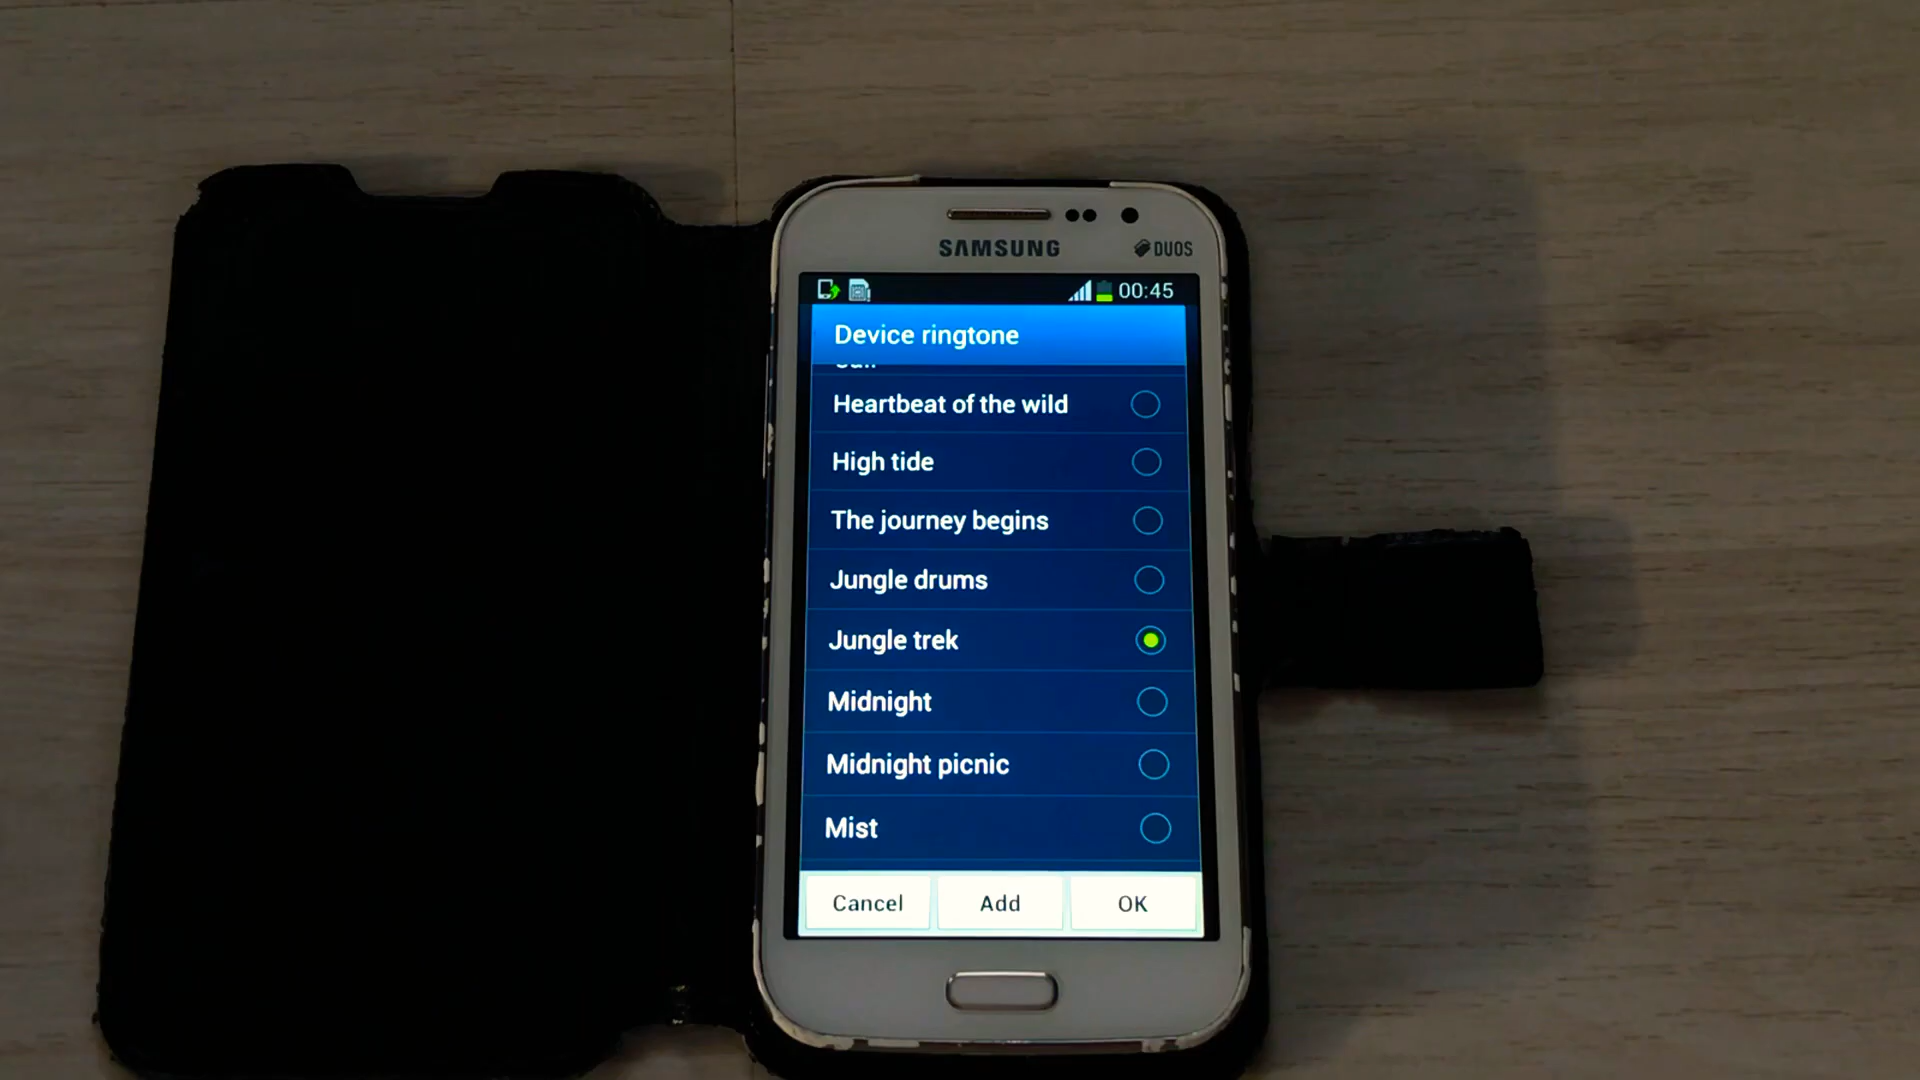 SAMSUNG
DUOS
00:45
Device ringtone
Heartbeat of the wild
High tide
The journey begins
Jungle drums
Jungle trek
Midnight
Midnight picnic
Mist
Cancel Add OK